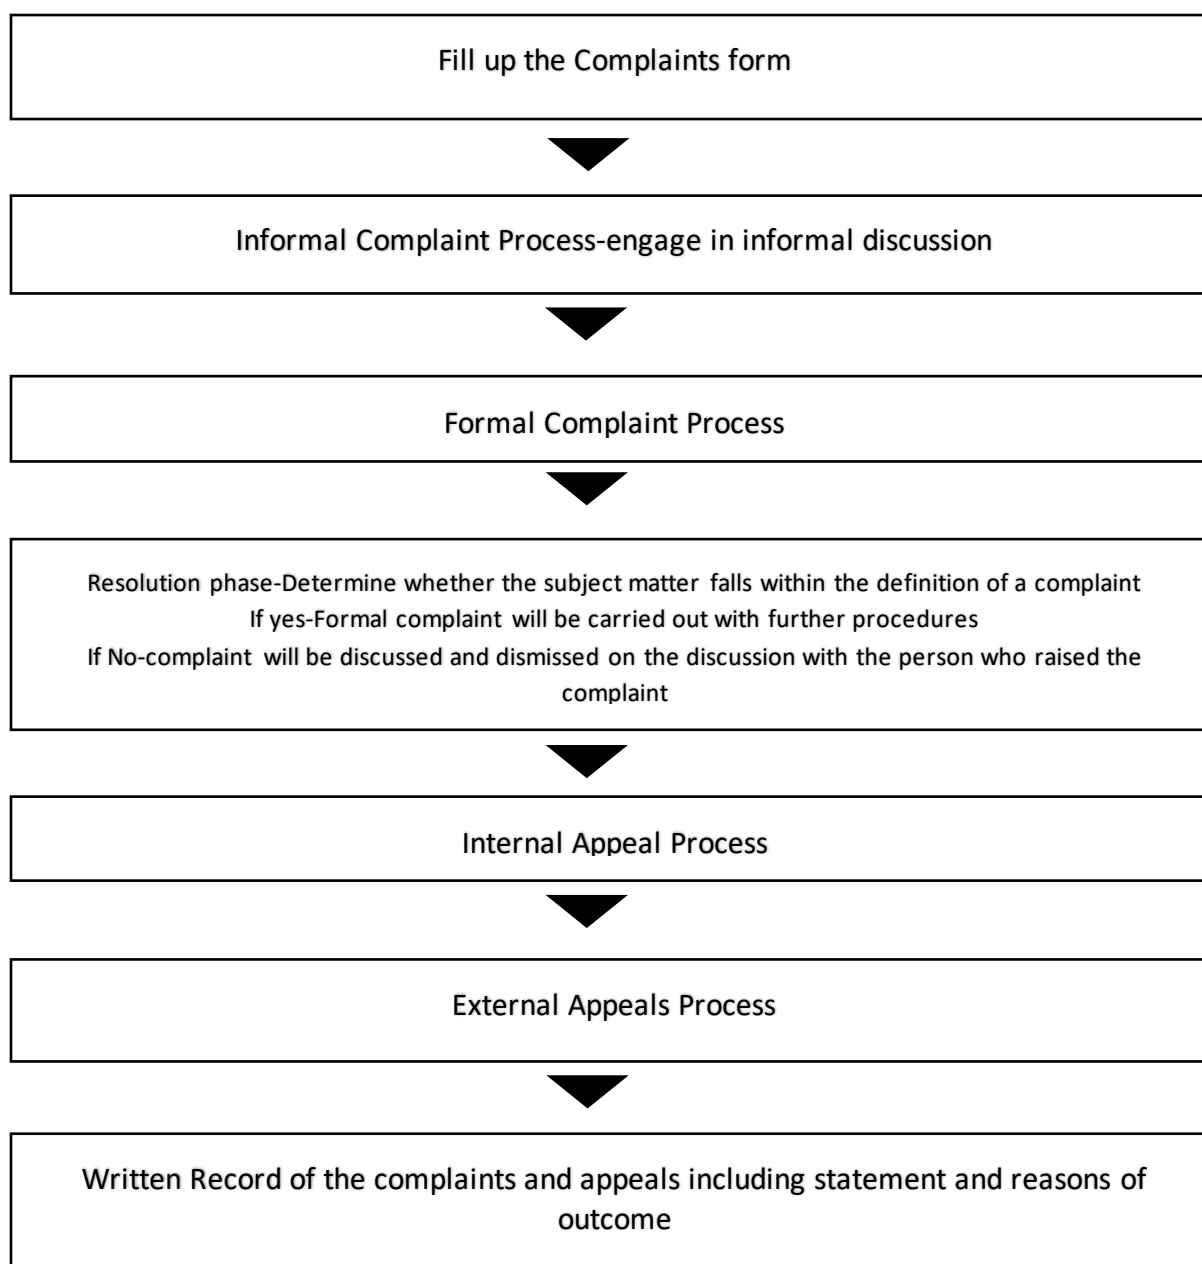 Fill up the Complaints form
Informal Complaint Process-engage in informal discussion
Formal Complaint Process
Resolution phase-Determine whether the subject matter falls within the definition of a complaint
If yes-Formal complaint will be carried out with further procedures
If No-complaint will be discussed and dismissed on the discussion with the person who raised the
complaint
Internal Appeal Process
External Appeals Process
Written Record of the complaints and appeals including statement and reasons of
outcome